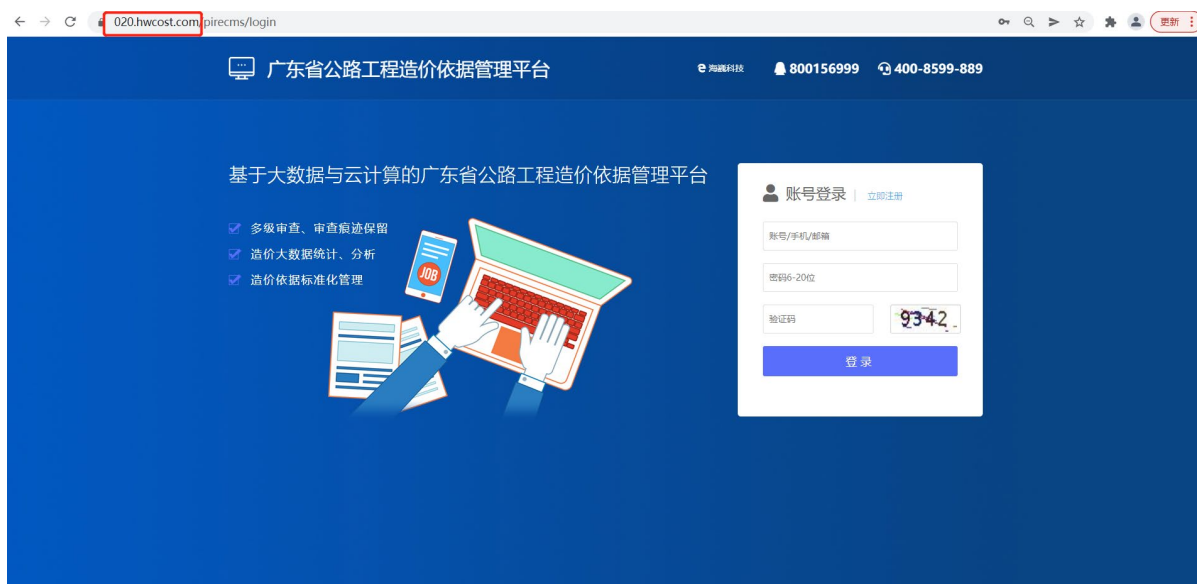 020.hwcost.com/pirecms/login
更新
广东省公路工程造价依据管理平台
海巍科技 800156999 400-8599-889
基于大数据与云计算的广东省公路工程造价依据管理平台
账号登录 | 立即注册
多级审查、审查痕迹保留
账号/手机/邮箱
造价大数据统计、分析
造价依据标准化管理
密码6-20位
JOB
验证码
9342
登 录